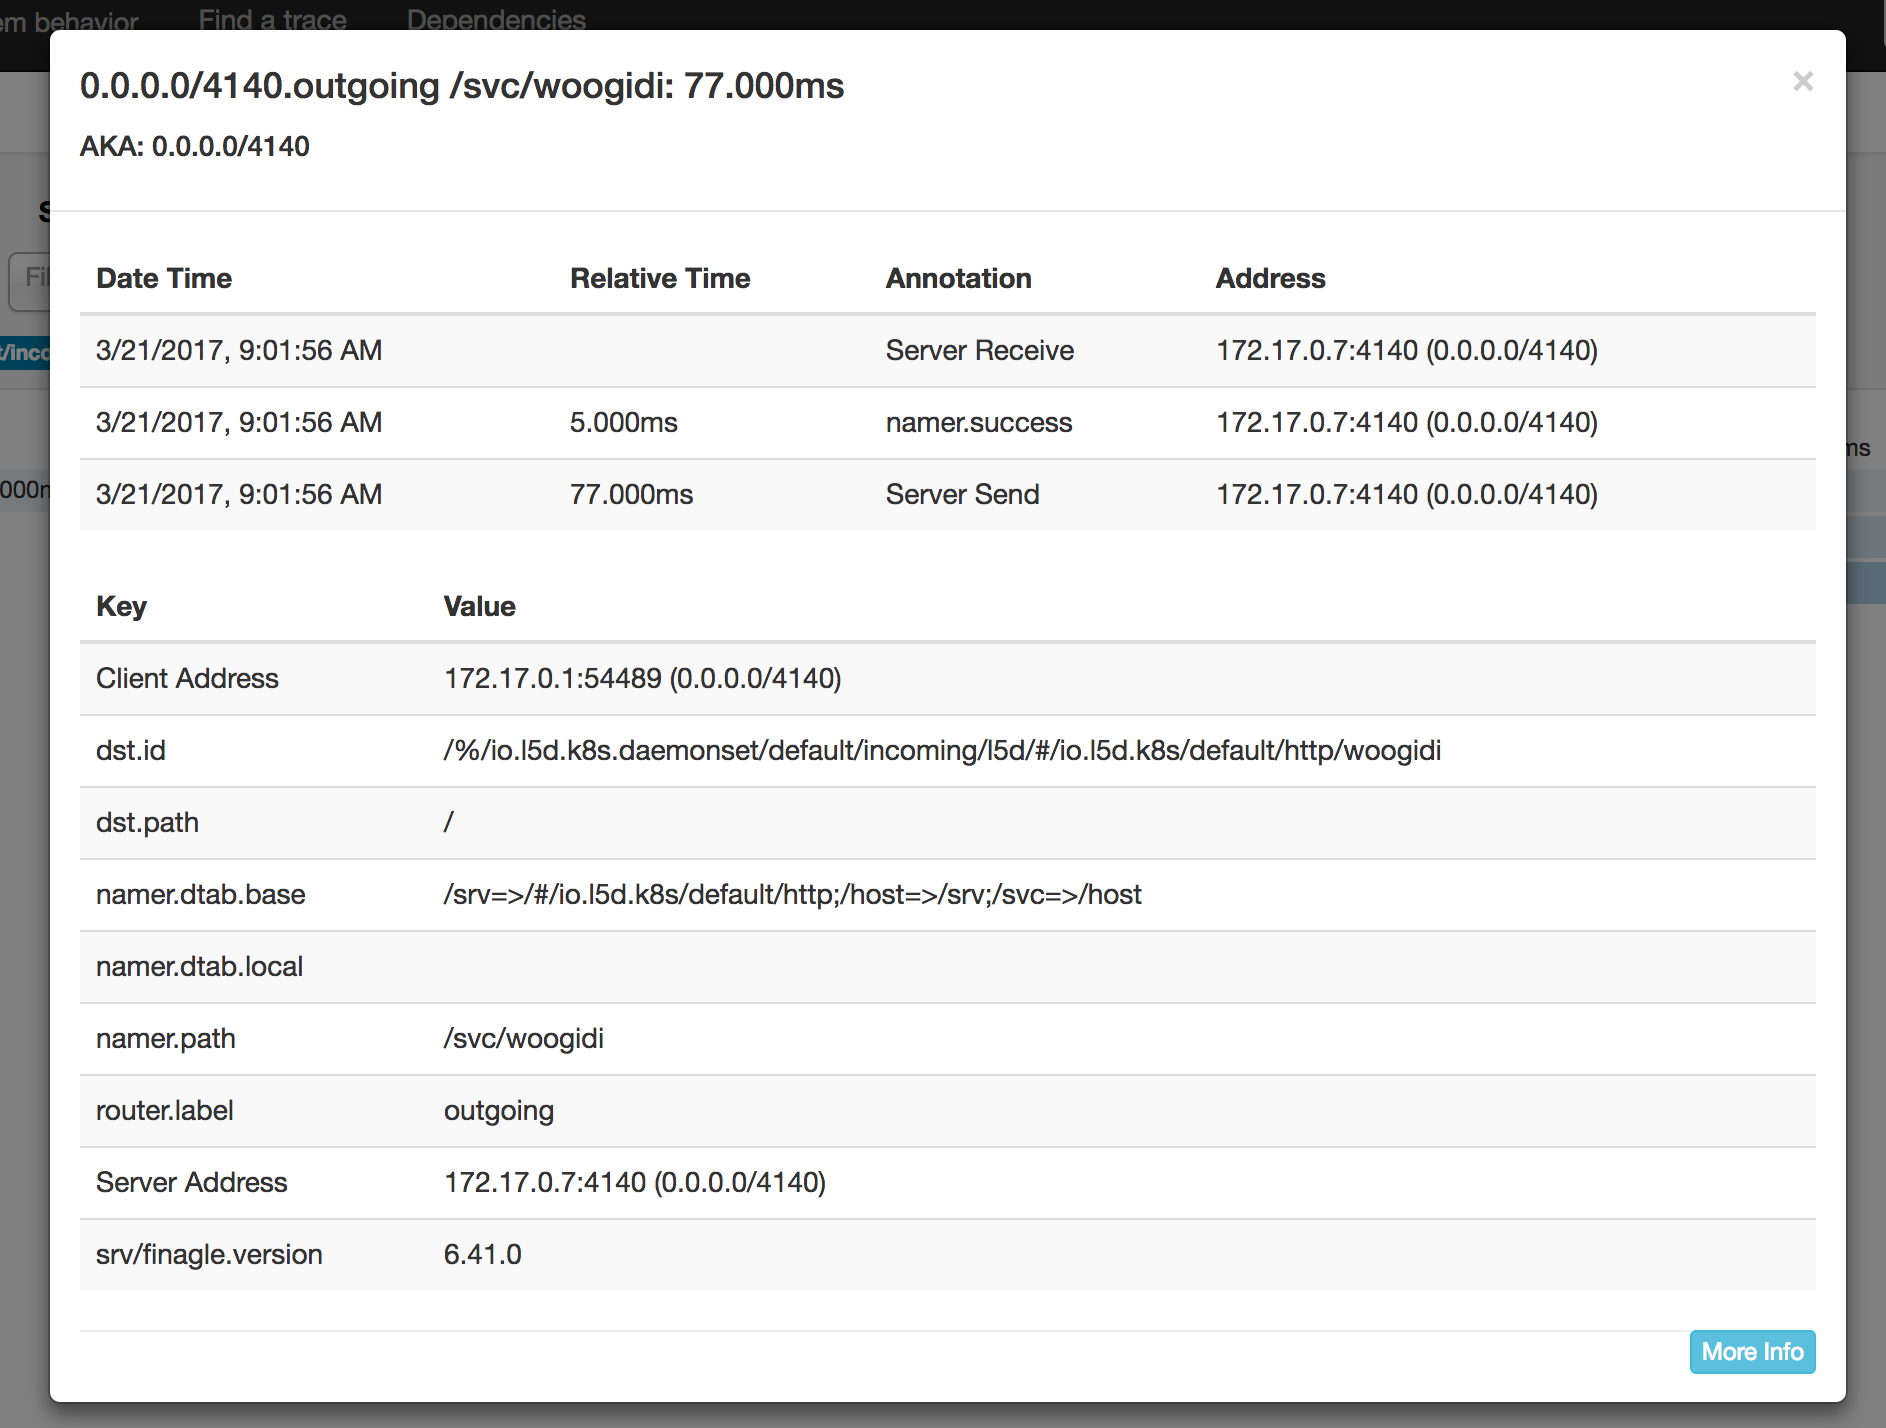 em behavior Find a trace Dependencies
0.0.0.0/4140.outgoing /svc/woogidi: 77.000ms ×
AKA: 0.0.0.0/4140
Date Time Relative Time Annotation Address
3/21/2017, 9:01:56 AM Server Receive 172.17.0.7:4140 (0.0.0.0/4140)
3/21/2017, 9:01:56 AM 5.000ms namer.success 172.17.0.7:4140 (0.0.0.0/4140)
3/21/2017, 9:01:56 AM 77.000ms Server Send 172.17.0.7:4140 (0.0.0.0/4140)
Key Value
Client Address 172.17.0.1:54489 (0.0.0.0/4140)
dst.id /%/io.l5d.k8s.daemonset/default/incoming/l5d/#/io.l5d.k8s/default/http/woogidi
dst.path /
namer.dtab.base /srv=>/#/io.l5d.k8s/default/http;/host=>/srv;/svc=>/host
namer.dtab.local
namer.path /svc/woogidi
router.label outgoing
Server Address 172.17.0.7:4140 (0.0.0.0/4140)
srv/finagle.version 6.41.0
More Info